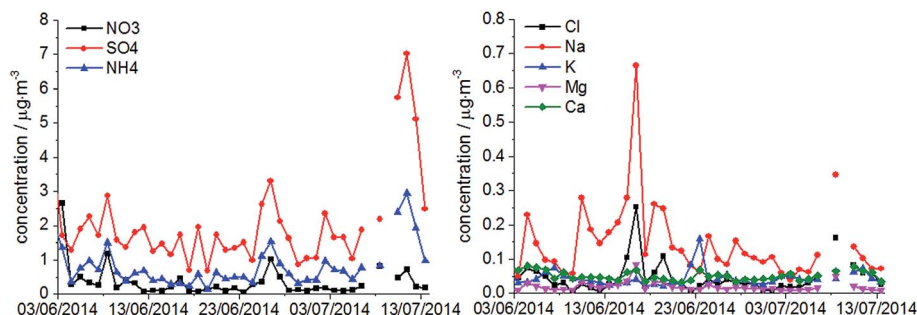 NO3
SO4
NH4
concentration / µg·m-3
8
7
6
5
4
3
2
1
0
03/06/2014 13/06/2014 23/06/2014 03/07/2014 13/07/2014
Cl
Na
K
Mg
Ca
concentration / µg·m-3
0.8
0.7
0.6
0.5
0.4
0.3
0.2
0.1
0.0
03/06/2014 13/06/2014 23/06/2014 03/07/2014 13/06/2014